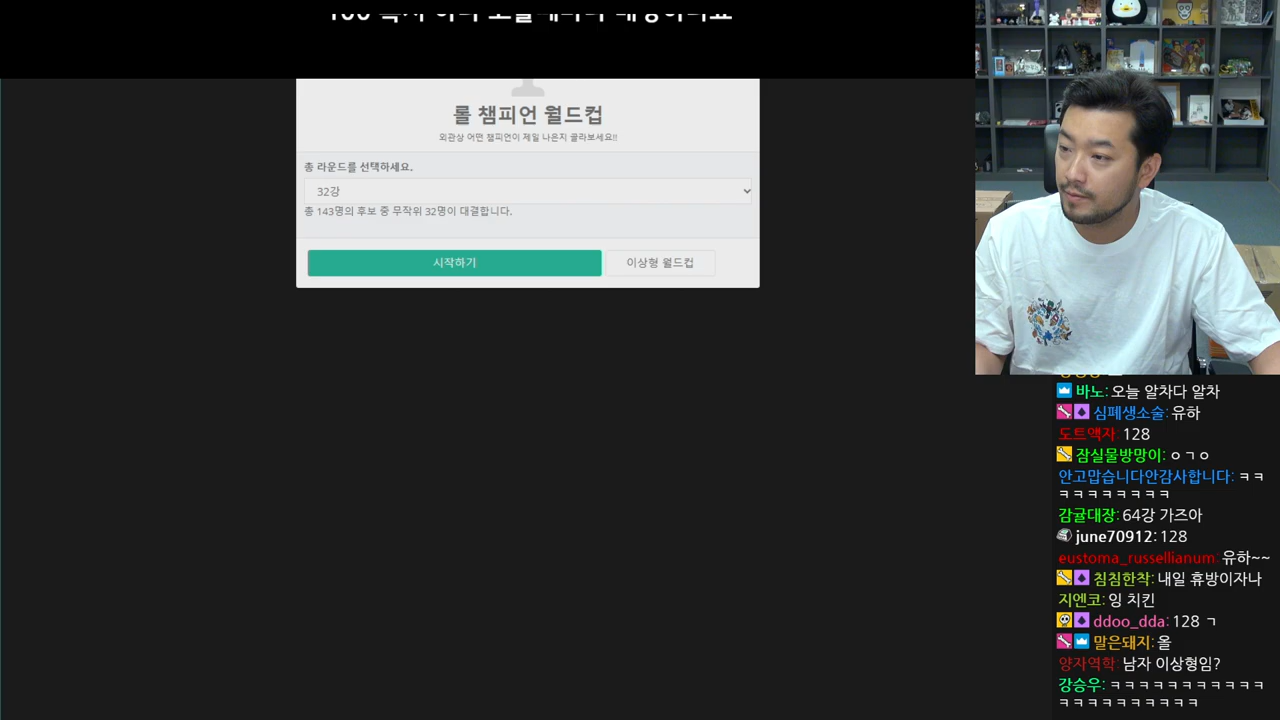 롤 챔피언 월드컵
외관상 어떤 챔피언이 제일 나은지 골라보세요!!
총 라운드를 선택하세요.
32강
총 143명의 후보 중 무작위 32명이 대결합니다.
시작하기
이상형 월드컵
바노: 오늘 알차다 알차
심폐생소술: 유하
도트액자: 128
잠실물방망이: ㅇㄱㅇ
안고맙습니다안감사합니다: ㅋㅋ
ㅋㅋㅋㅋㅋㅋㅋㅋ
감귤대장: 64강 가즈아
june70912: 128
eustoma_russellianum: 유하~~
침침한착: 내일 휴방이자나
지엔코: 잉 치킨
ddoo_dda: 128 ㄱ
말은돼지: 올
양자역학: 남자 이상형임?
강승우: ㅋㅋㅋㅋㅋㅋㅋㅋㅋㅋㅋ
ㅋㅋㅋㅋㅋㅋㅋㅋㅋㅋ